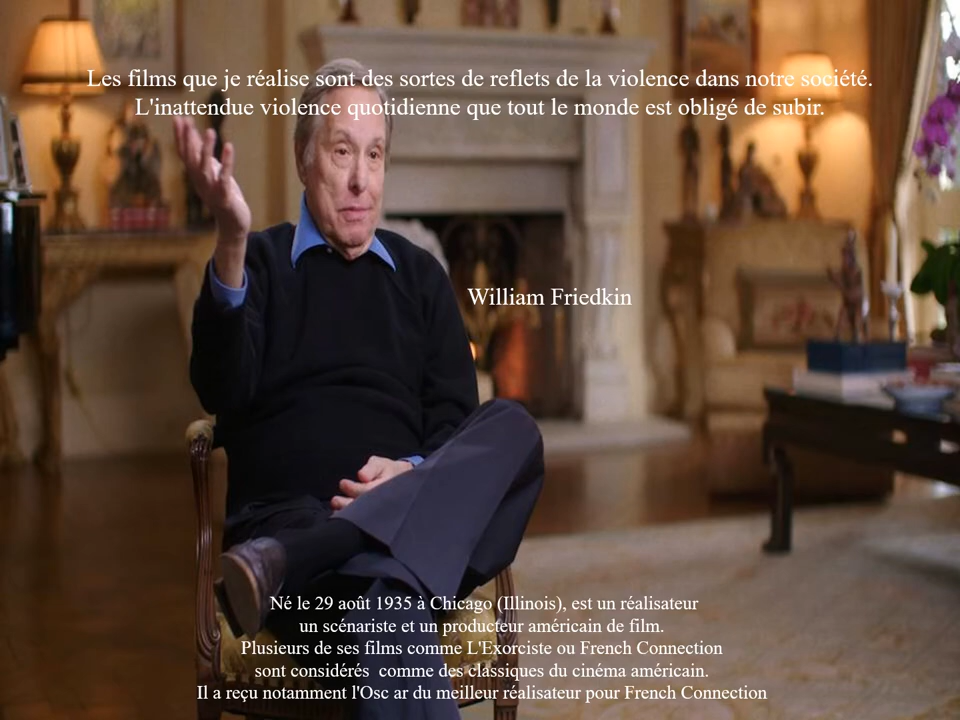 Les films que je réalise sont des sortes de reflets de la violence dans notre société.
L'inattendue violence quotidienne que tout le monde est obligé de subir.
William Friedkin
Né le 29 août 1935 à Chicago (Illinois), est un réalisateur
un scénariste et un producteur américain de film.
Plusieurs de ses films comme L'Exorciste ou French Connection
sont considérés  comme des classiques du cinéma américain.
Il a reçu notamment l'Osc ar du meilleur réalisateur pour French Connection